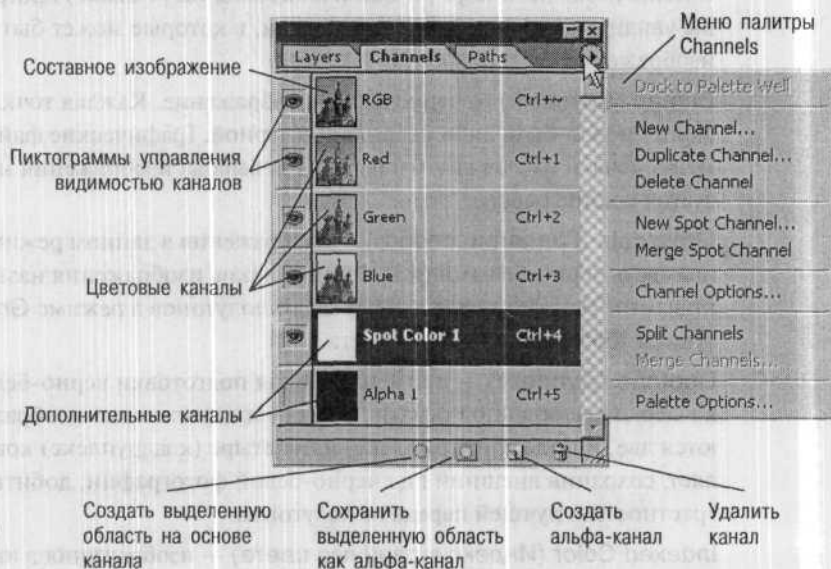 Меню палитры
Channels
Layers Channels Paths
Составное изображение
RGB Ctrl+~
Dock to Palette Well
New Channel...
Duplicate Channel...
Delete Channel
Пиктограммы управления
видимостью каналов
Red Ctrl+1
Green Ctrl+2
New Spot Channel...
Merge Spot Channel
Цветовые каналы
Blue Ctrl+3
Channel Options...
Spot Color 1 Ctrl+4
Split Channels
Merge Channels...
Дополнительные каналы
Alpha 1 Ctrl+5
Palette Options...
Создать выделенную
область на основе
канала
Сохранить
выделенную область
как альфа-канал
Создать
альфа-канал
Удалить
канал